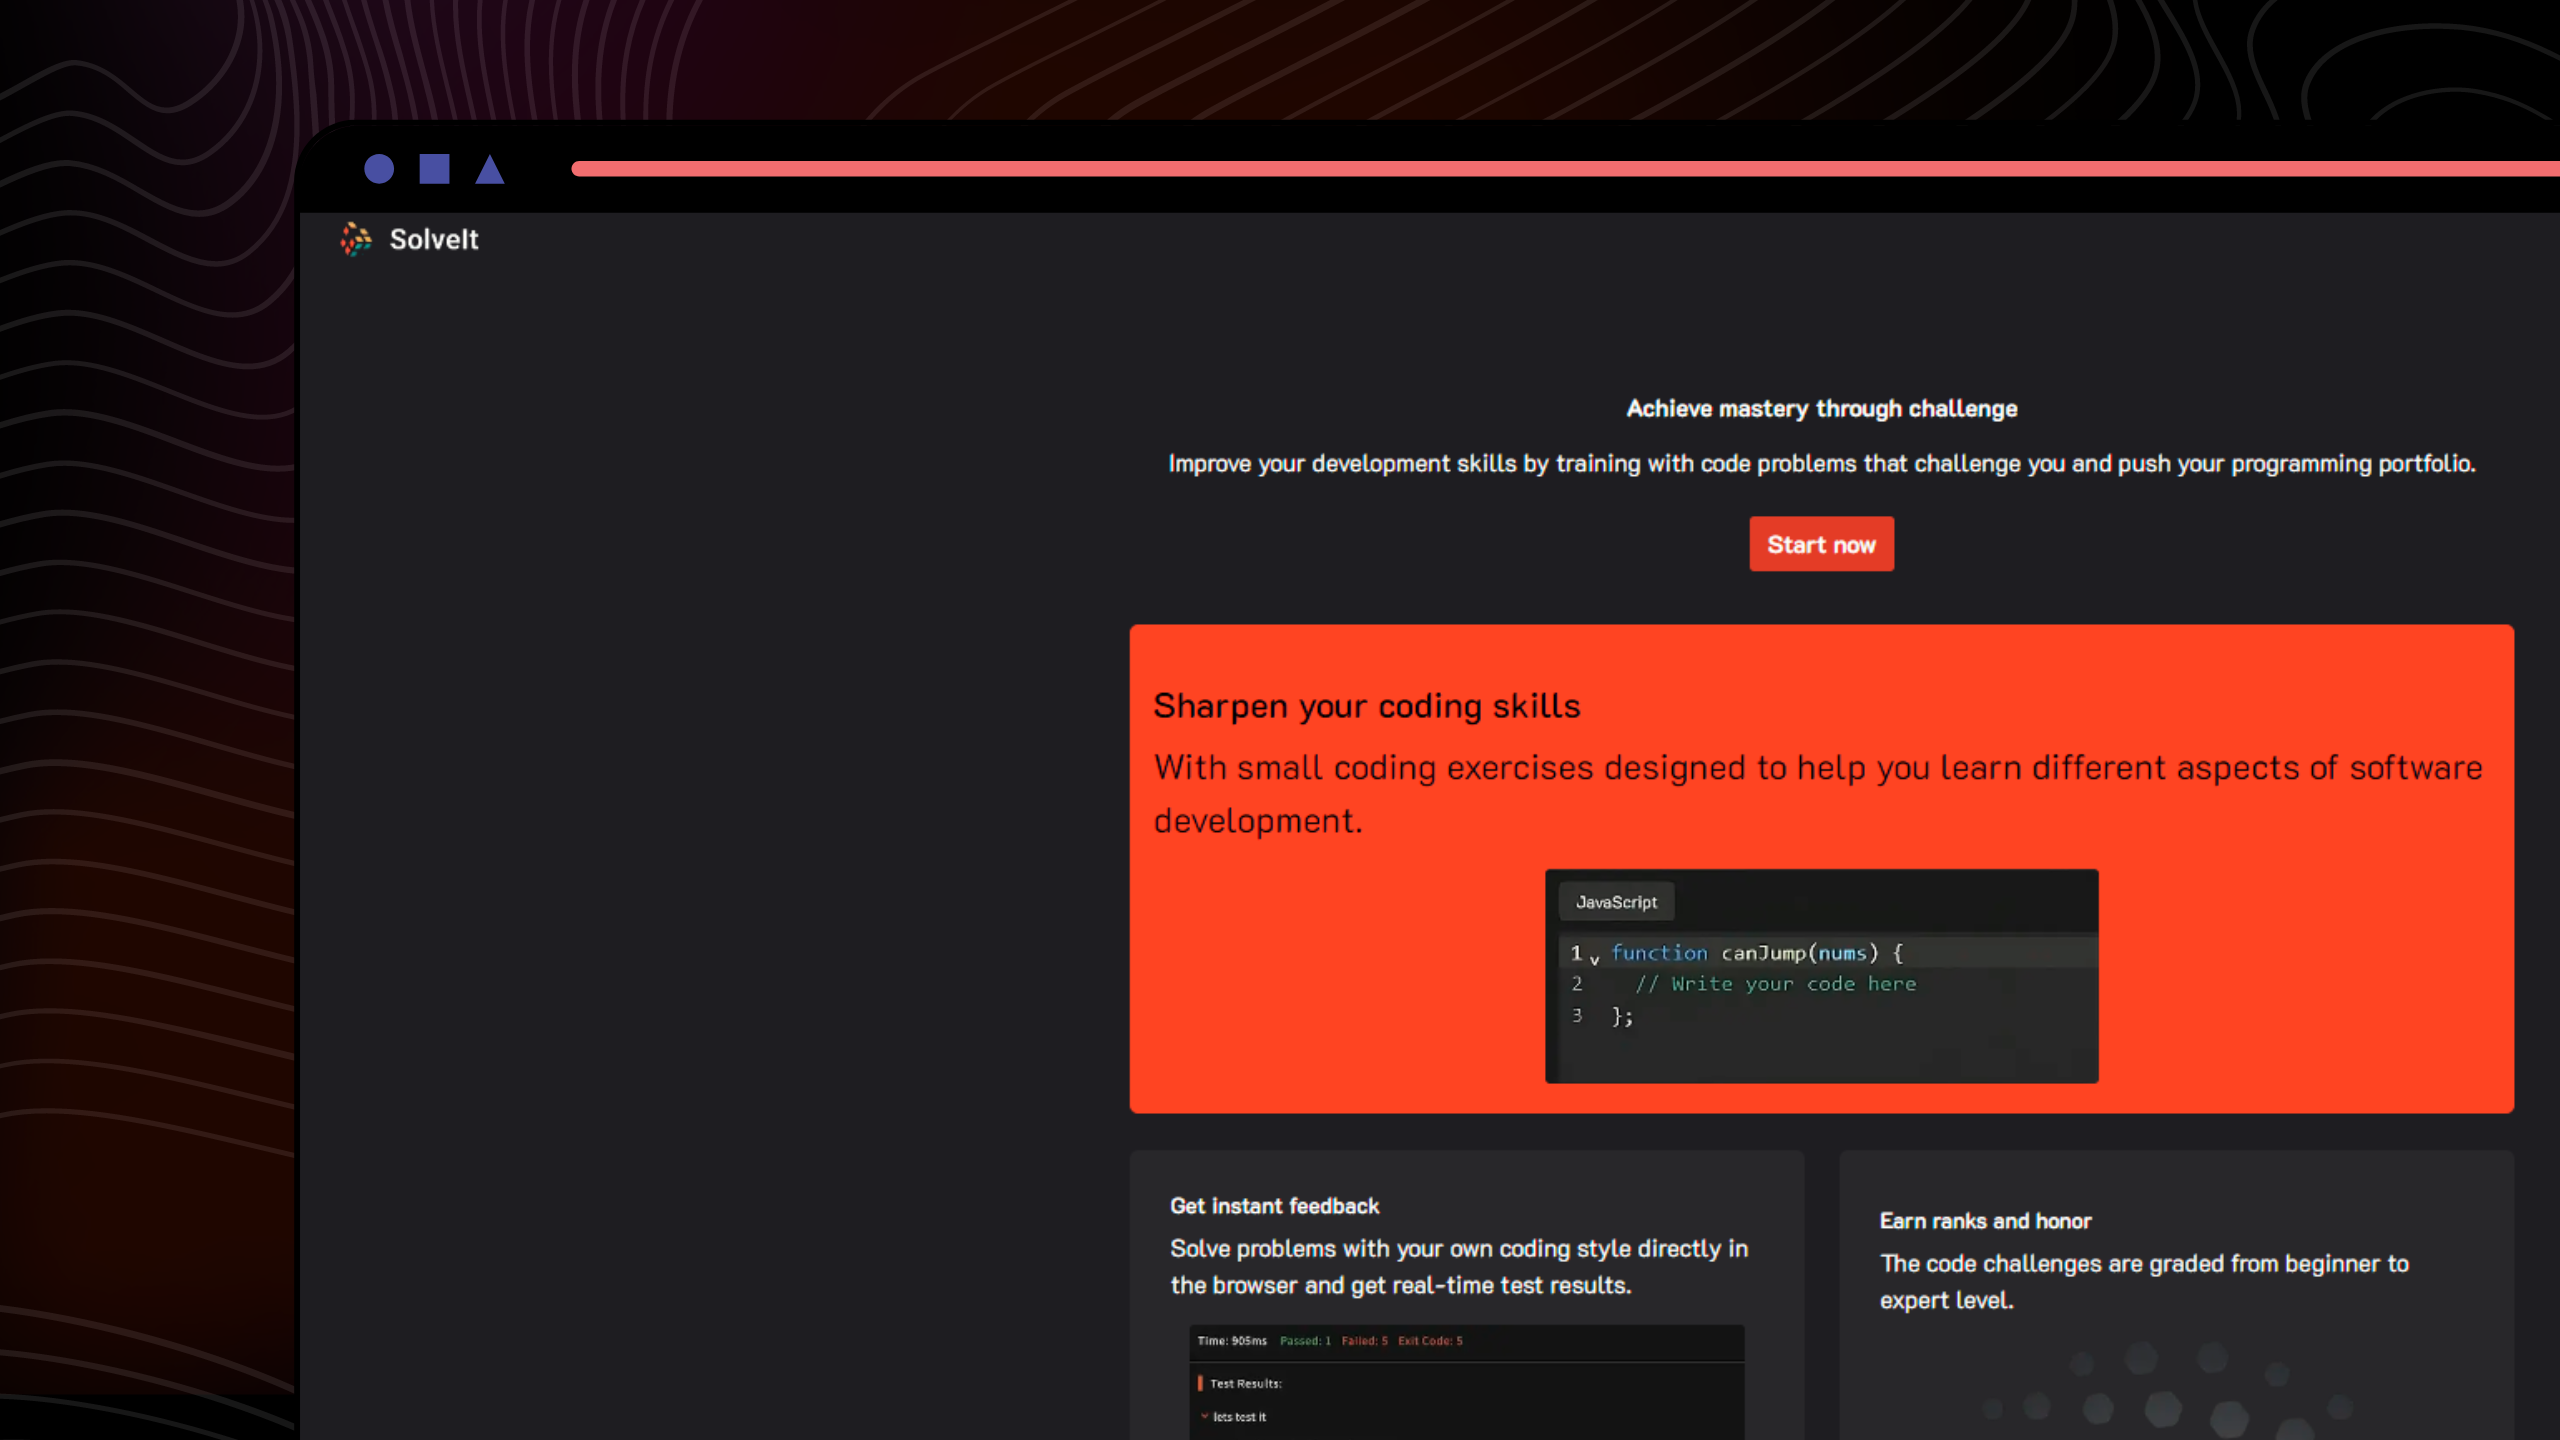 SolveIt
Achieve mastery through challenge
Improve your development skills by training with code problems that challenge you and push your programming portfolio.
Start now
Sharpen your coding skills
With small coding exercises designed to help you learn different aspects of software
development.
JavaScript
1 function canJump(nums) {
2 // Write your code here
3 };
Get instant feedback
Solve problems with your own coding style directly in
the browser and get real-time test results.
Time: 905ms Passed: 1 Failed: 5 Exit Code: 5
Test Results:
lets test it
Earn ranks and honor
The code challenges are graded from beginner to
expert level.